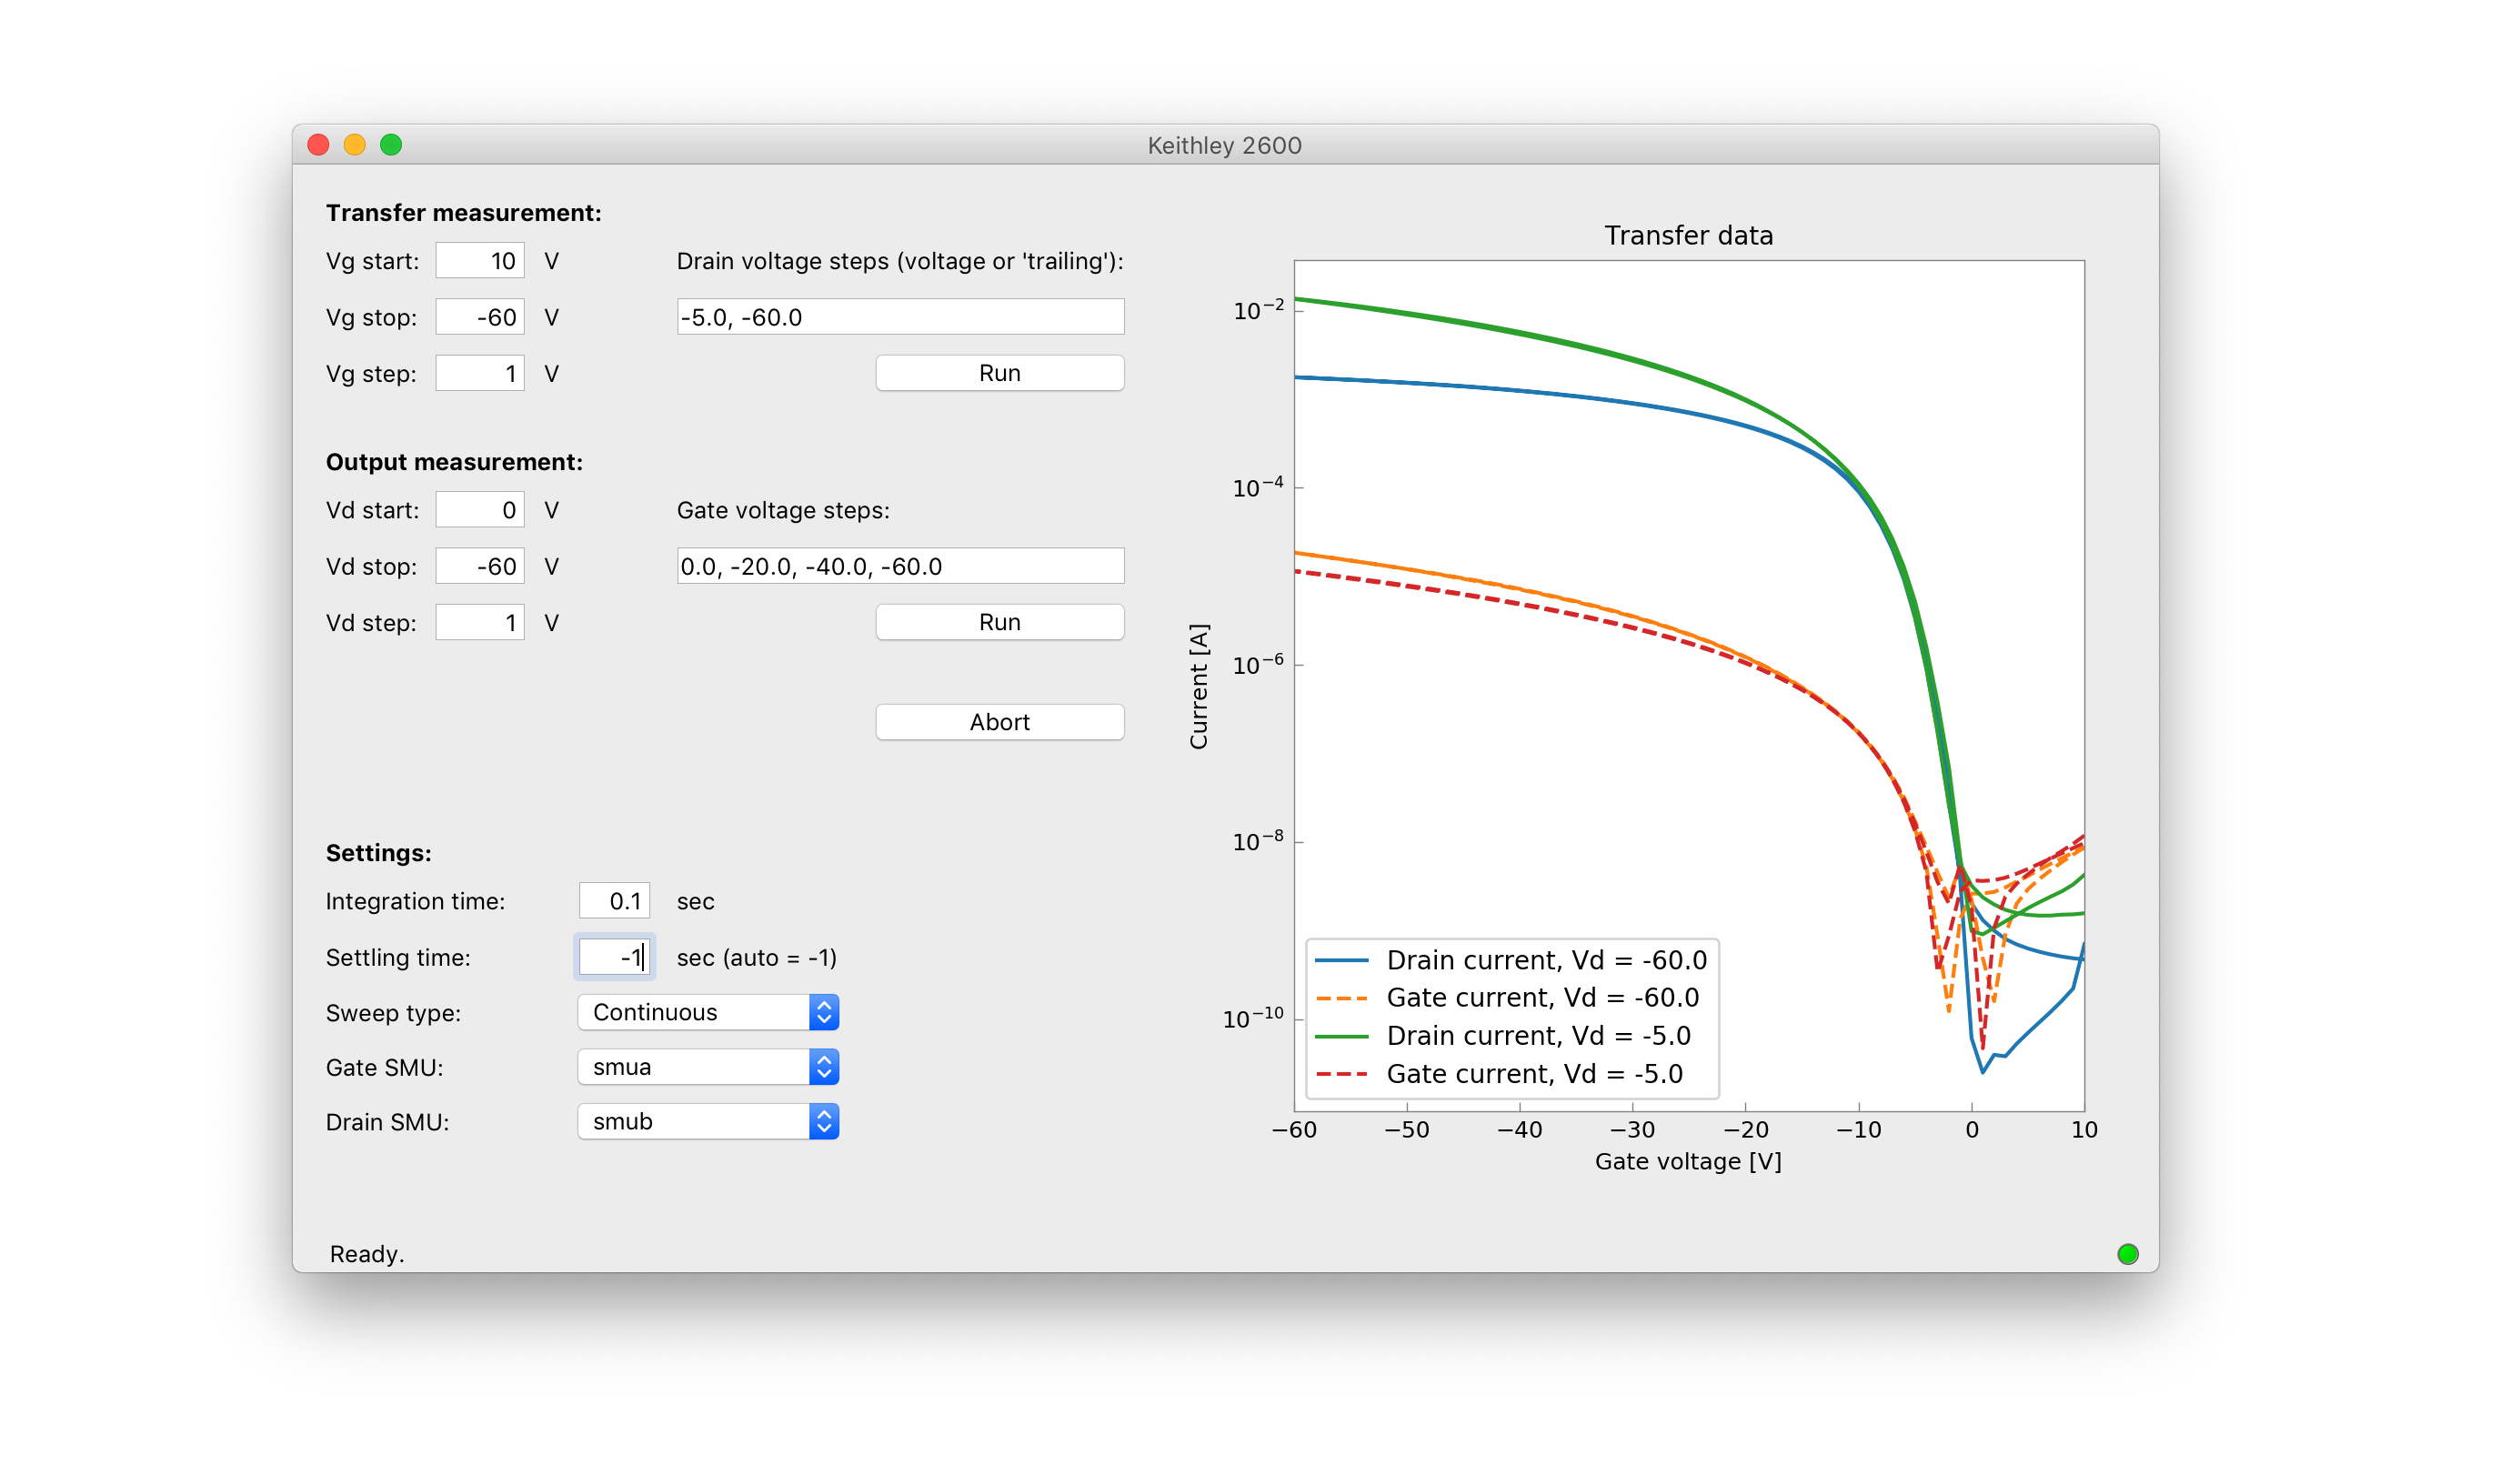 Keithley 2600
Transfer measurement:
Vg start: 10 V Drain voltage steps (voltage or 'trailing'):
Vg stop: -60 V -5.0, -60.0
Vg step: 1 V Run
Output measurement:
Vd start: 0 V Gate voltage steps:
Vd stop: -60 V 0.0, -20.0, -40.0, -60.0
Vd step: 1 V Run
Abort
Settings:
Integration time: 0.1 sec
Settling time: -1 sec (auto = -1)
Sweep type: Continuous
Gate SMU: smua
Drain SMU: smub
Ready.
Transfer data
Current [A]
10⁻²
10⁻⁴
10⁻⁶
10⁻⁸
10⁻¹⁰
Drain current, Vd = -60.0
Gate current, Vd = -60.0
Drain current, Vd = -5.0
Gate current, Vd = -5.0
−60 −50 −40 −30 −20 −10 0 10
Gate voltage [V]